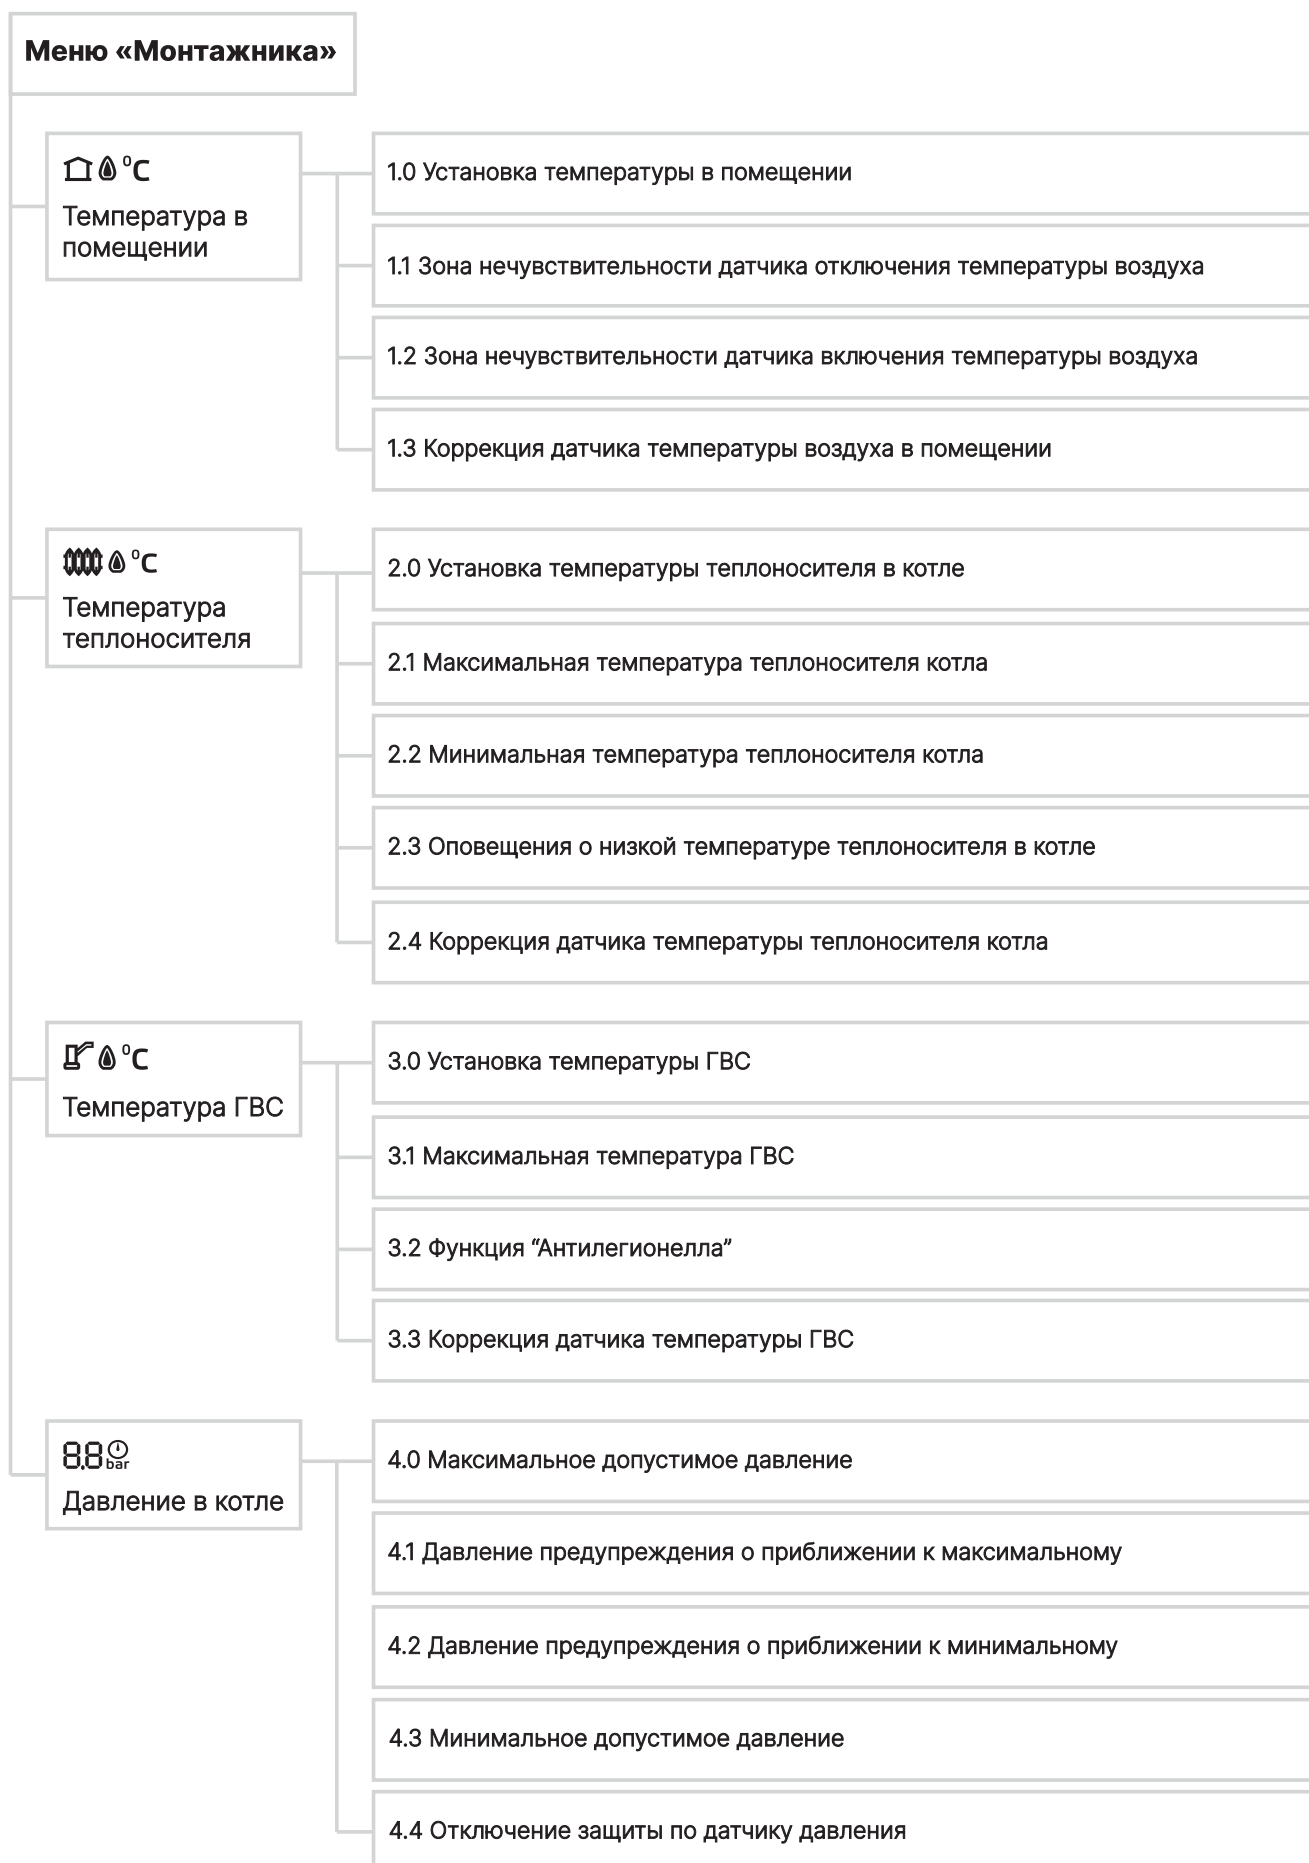 Меню «Монтажника»
⁰C
Температура в
помещении
1.0 Установка температуры в помещении
1.1 Зона нечувствительности датчика отключения температуры воздуха
1.2 Зона нечувствительности датчика включения температуры воздуха
1.3 Коррекция датчика температуры воздуха в помещении
⁰C
Температура
теплоносителя
2.0 Установка температуры теплоносителя в котле
2.1 Максимальная температура теплоносителя котла
2.2 Минимальная температура теплоносителя котла
2.3 Оповещения о низкой температуре теплоносителя в котле
2.4 Коррекция датчика температуры теплоносителя котла
⁰C
Температура ГВС
3.0 Установка температуры ГВС
3.1 Максимальная температура ГВС
3.2 Функция “Антилегионелла”
3.3 Коррекция датчика температуры ГВС
8.8 bar
Давление в котле
4.0 Максимальное допустимое давление
4.1 Давление предупреждения о приближении к максимальному
4.2 Давление предупреждения о приближении к минимальному
4.3 Минимальное допустимое давление
4.4 Отключение защиты по датчику давления